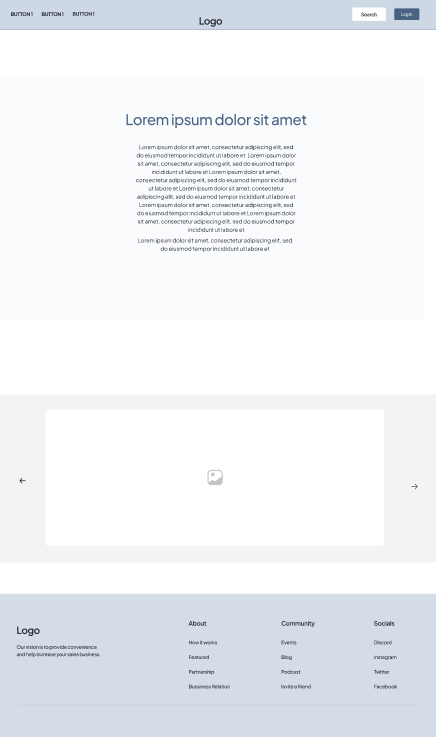 BUTTON 1 BUTTON 1 BUTTON 1 Logo Search Login
Lorem ipsum dolor sit amet
Lorem ipsum dolor sit amet, consectetur adipiscing elit, sed
do eiusmod tempor incididunt ut labore et Lorem ipsum dolor
sit amet, consectetur adipiscing elit, sed do eiusmod tempor
incididunt ut labore et Lorem ipsum dolor sit amet,
consectetur adipiscing elit, sed do eiusmod tempor incididunt
ut labore et Lorem ipsum dolor sit amet, consectetur
adipiscing elit, sed do eiusmod tempor incididunt ut labore et
Lorem ipsum dolor sit amet, consectetur adipiscing elit, sed
do eiusmod tempor incididunt ut labore et Lorem ipsum dolor
sit amet, consectetur adipiscing elit, sed do eiusmod tempor
incididunt ut labore et
Lorem ipsum dolor sit amet, consectetur adipiscing elit, sed
do eiusmod tempor incididunt ut labore et
Logo
Our vision is to provide convenience
and help increase your sales business.
About
How it works
Featured
Partnership
Bussiness Relation
Community
Events
Blog
Podcast
Invite a friend
Socials
Discord
Instagram
Twitter
Facebook